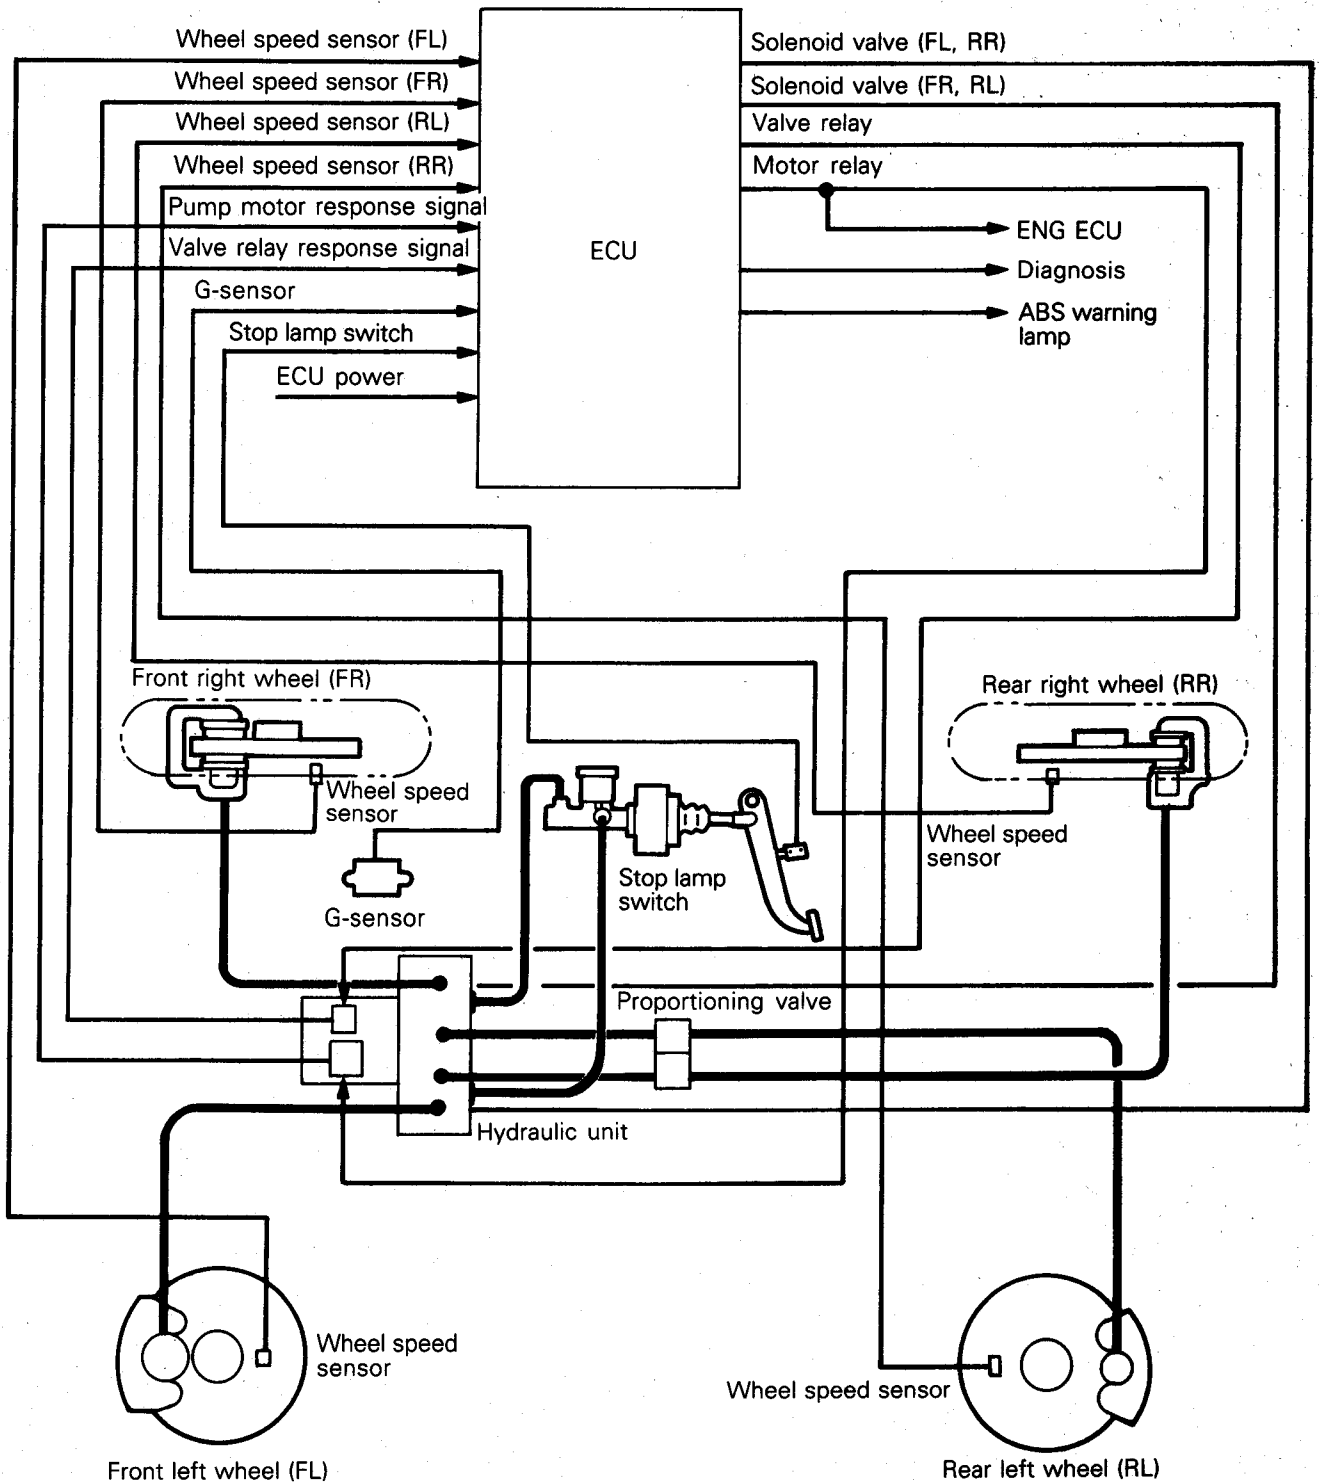 Wheel speed sensor (FL)
Wheel speed sensor (FR)
Wheel speed sensor (RL)
Wheel speed sensor (RR)
Pump motor response signal
Valve relay response signal
G-sensor
Stop lamp switch
ECU power
ECU
Solenoid valve (FL, RR)
Solenoid valve (FR, RL)
Valve relay
Motor relay
ENG ECU
Diagnosis
ABS warning
lamp
Front right wheel (FR)
Rear right wheel (RR)
Wheel speed
sensor
Wheel speed
sensor
Stop lamp
switch
G-sensor
Proportioning valve
Hydraulic unit
Wheel speed
sensor
Wheel speed sensor
Front left wheel (FL)
Rear left wheel (RL)